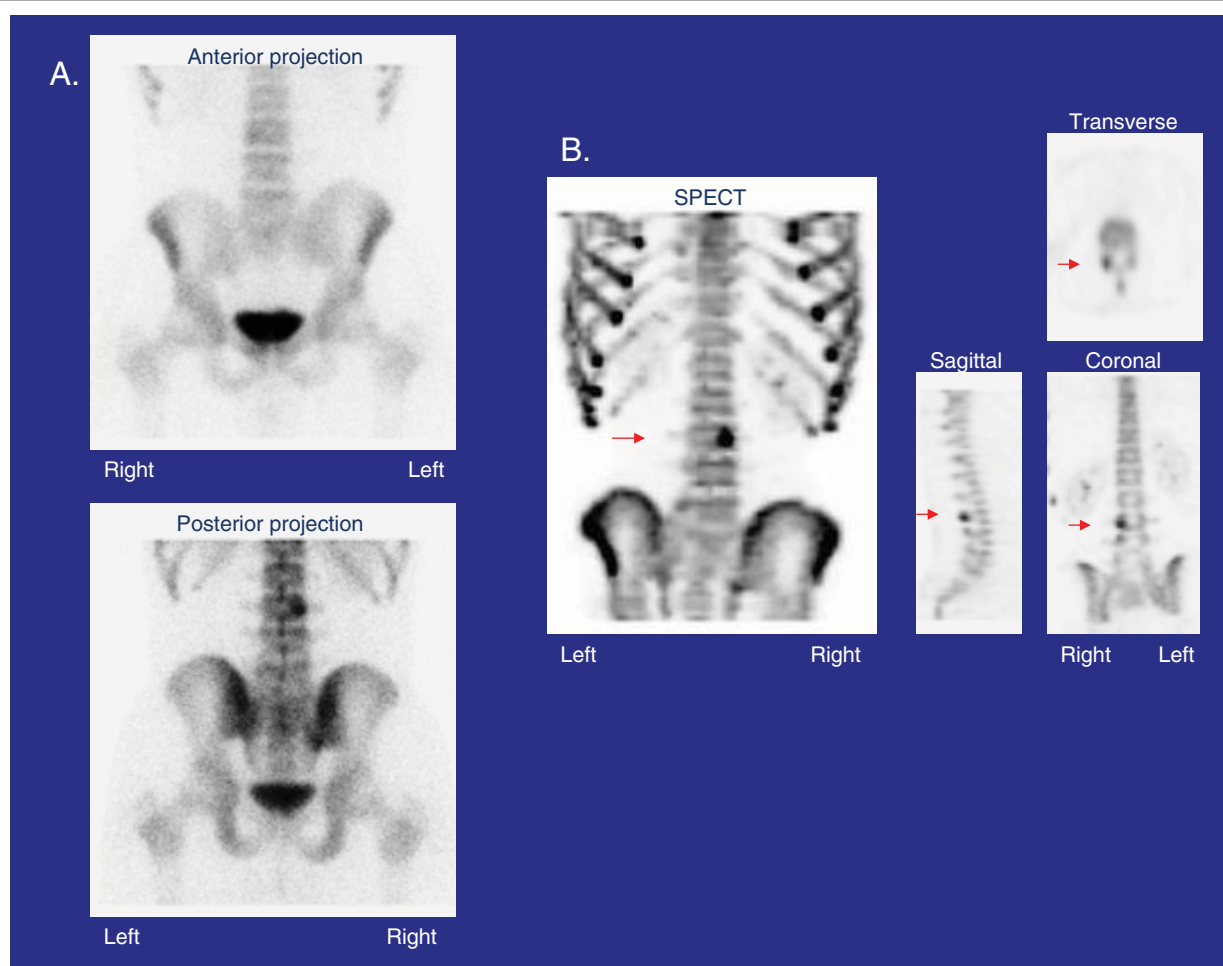 A.
Anterior projection
Right Left
Posterior projection
Left Right
B.
SPECT
Left Right
Transverse
Sagittal
Coronal
Right Left